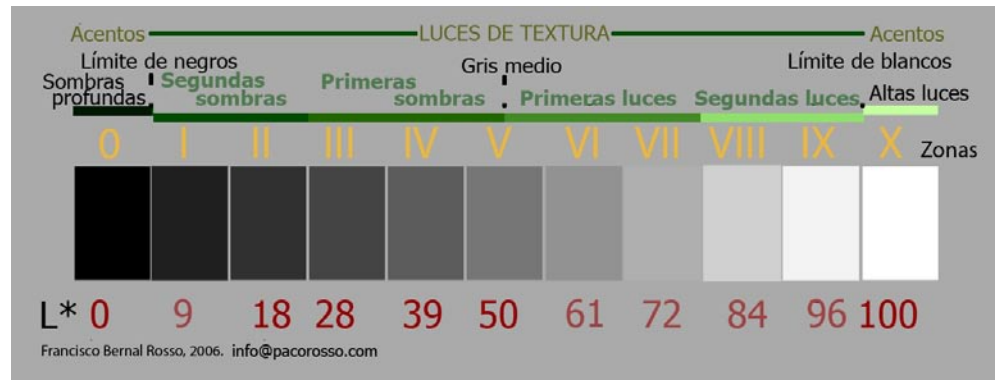 Acentos LUCES DE TEXTURA Acentos
Límite de negros Gris medio Límite de blancos
Sombras profundas Segundas sombras Primeras sombras Primeras luces Segundas luces Altas luces
0 I II III IV V VI VII VIII IX X Zonas
L* 0 9 18 28 39 50 61 72 84 96 100
Francisco Bernal Rosso, 2006. info@pacorosso.com